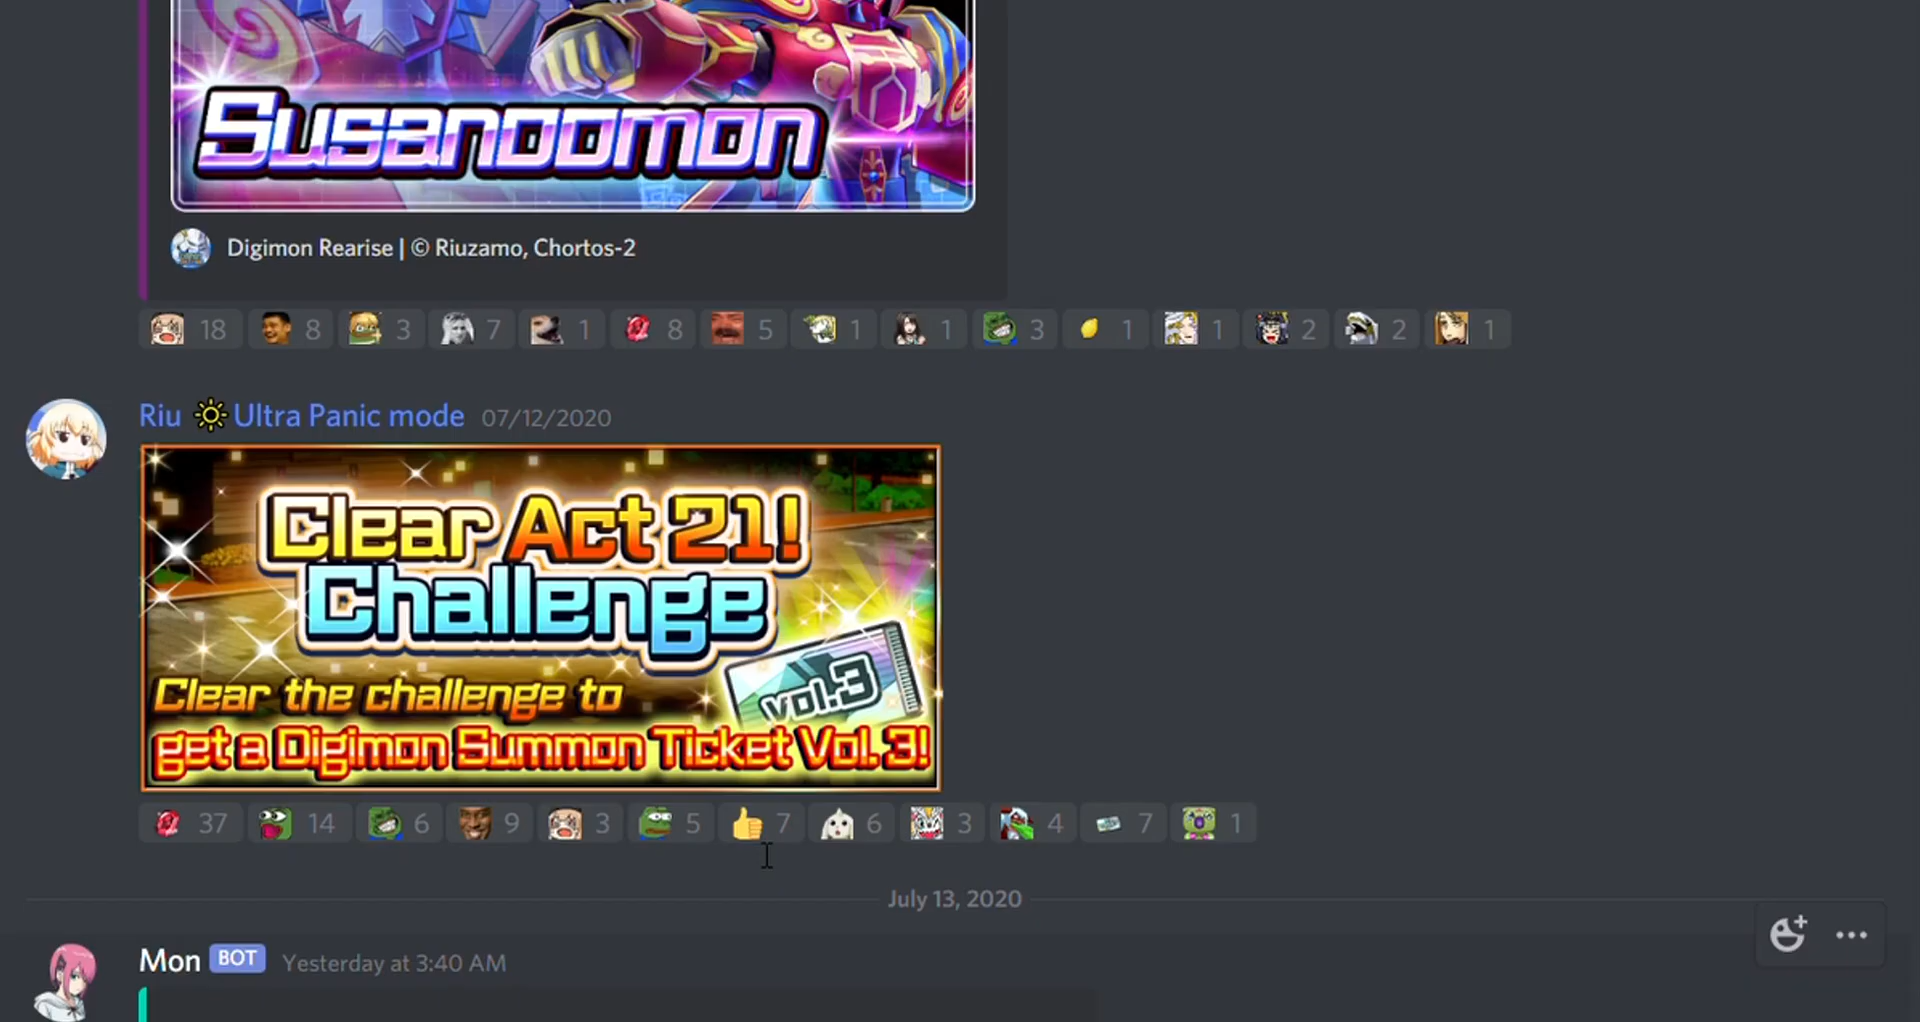 Susanoomon
Digimon Rearise | © Riuzamo, Chortos-2
18 8 3 7 1 8 5 1 1 3 1 1 2 2 1
Riu Ultra Panic mode 07/12/2020
Clear Act 21!
Challenge
vol.3
Clear the challenge to
get a Digimon Summon Ticket Vol. 3!
37 14 6 9 3 5 7 6 3 4 7 1
July 13, 2020
Mon BOT Yesterday at 3:40 AM